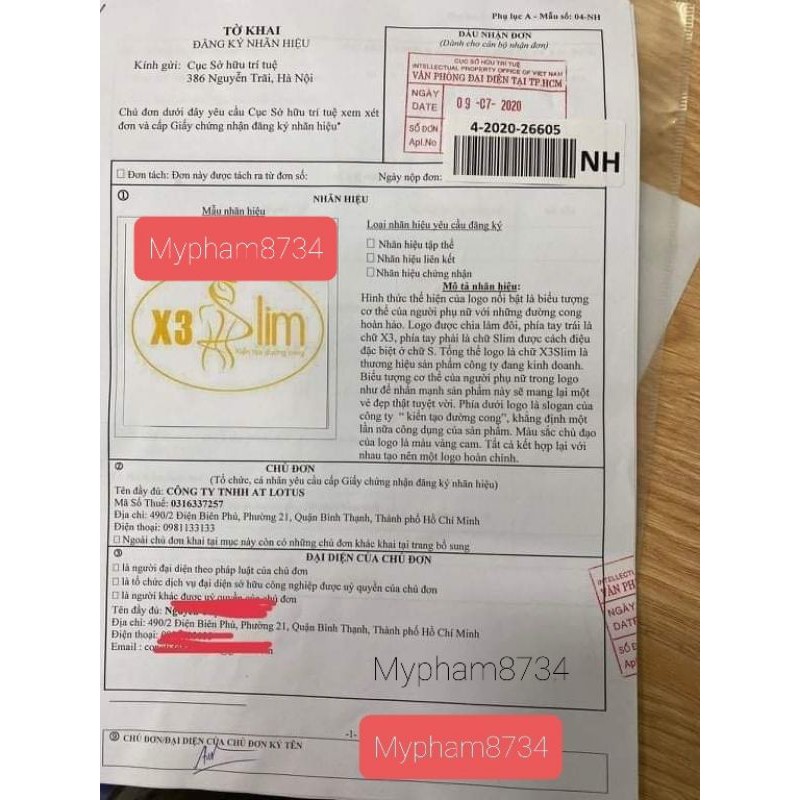 Phụ lục A - Mẫu số: 04-NH
TỜ KHAI
ĐĂNG KÝ NHÃN HIỆU
Kính gửi: Cục Sở hữu trí tuệ
386 Nguyễn Trãi, Hà Nội
Chủ đơn dưới đây yêu cầu Cục Sở hữu trí tuệ xem xét
đơn và cấp Giấy chứng nhận đăng ký nhãn hiệu*
DẤU NHẬN ĐƠN
(Dành cho cán bộ nhận đơn)
CỤC SỞ HỮU TRÍ TUỆ
INTELLECTUAL PROPERTY OFFICE OF VIET NAM
VĂN PHÒNG ĐẠI DIỆN TẠI TP.HCM
NGÀY
DATE
09 -07- 2020
SỐ ĐƠN
Apl.No
4-2020-26605
NH
☐ Đơn tách: Đơn này được tách ra từ đơn số:
Ngày nộp đơn:
① NHÃN HIỆU
Mẫu nhãn hiệu
Mypham8734
X3 Slim
kiến tạo đường cong
Loại nhãn hiệu yêu cầu đăng ký
☐ Nhãn hiệu tập thể
☐ Nhãn hiệu liên kết
☐ Nhãn hiệu chứng nhận
Mô tả nhãn hiệu:
Hình thức thể hiện của logo nổi bật là biểu tượng
cơ thể của người phụ nữ với những đường cong
hoàn hảo. Logo được chia làm đôi, phía tay trái là
chữ X3, phía tay phải là chữ Slim được cách điệu
đặc biệt ở chữ S. Tổng thể logo là chữ X3Slim là
thương hiệu sản phẩm công ty đang kinh doanh.
Biểu tượng cơ thể của người phụ nữ trong logo
như để nhấn mạnh sản phẩm này sẽ mang lại một
vẻ đẹp thật tuyệt vời. Phía dưới logo là slogan của
công ty " kiến tạo đường cong", khẳng định một
lần nữa công dụng của sản phẩm. Màu sắc chủ đạo
của logo là màu vàng cam. Tất cả kết hợp lại với
nhau tạo nên một logo hoàn chỉnh.
② CHỦ ĐƠN
(Tổ chức, cá nhân yêu cầu cấp Giấy chứng nhận đăng ký nhãn hiệu)
Tên đầy đủ: CÔNG TY TNHH AT LOTUS
Mã Số Thuế: 0316337257
Địa chỉ: 490/2 Điện Biên Phủ, Phường 21, Quận Bình Thạnh, Thành phố Hồ Chí Minh
Điện thoại: 0981133133
☐ Ngoài chủ đơn khai tại mục này còn có những chủ đơn khác khai tại trang bổ sung
③ ĐẠI DIỆN CỦA CHỦ ĐƠN
☐ là người đại diện theo pháp luật của chủ đơn
☐ là tổ chức dịch vụ đại diện sở hữu công nghiệp được uỷ quyền của chủ đơn
☐ là người khác được uỷ quyền của chủ đơn
Tên đầy đủ:
Địa chỉ: 490/2 Điện Biên Phủ, Phường 21, Quận Bình Thạnh, Thành phố Hồ Chí Minh
Điện thoại:
Email :
INTELLECTU
VĂN PH
NGÀY
DATE
SỐ Đ
Ap
Mypham8734
-1-
CHỦ ĐƠN/ĐẠI DIỆN CỦA CHỦ ĐƠN KÝ TÊN
Mypham8734